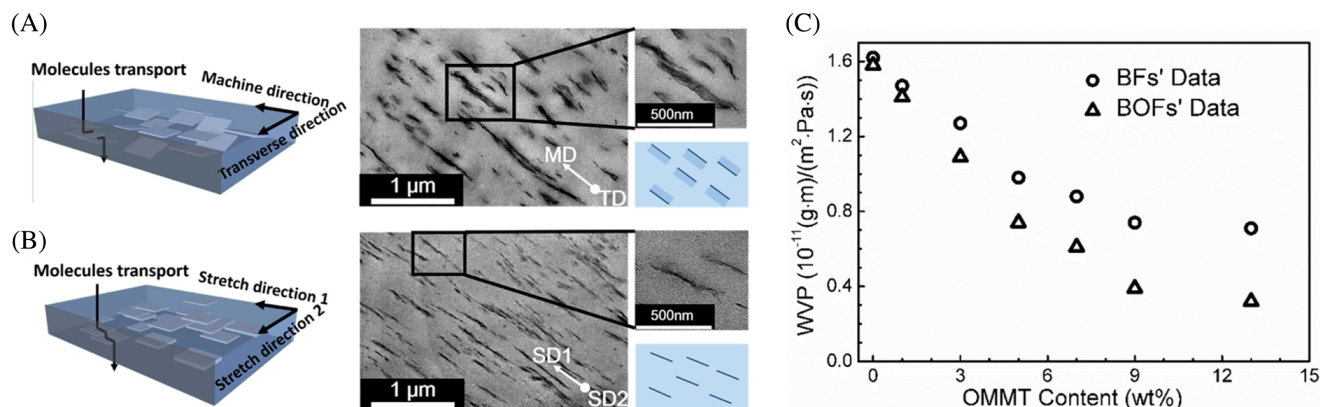 (A)
Molecules transport
Machine direction
Transverse direction
MD
TD
1 μm
500nm
(B)
Molecules transport
Stretch direction 1
Stretch direction 2
SD1
SD2
1 μm
500nm
(C)
WVP (10⁻¹¹(g·m)/(m²·Pa·s))
1.6
1.2
0.8
0.4
0.0
BFs' Data
BOFs' Data
0 3 6 9 12 15
OMMT Content (wt%)